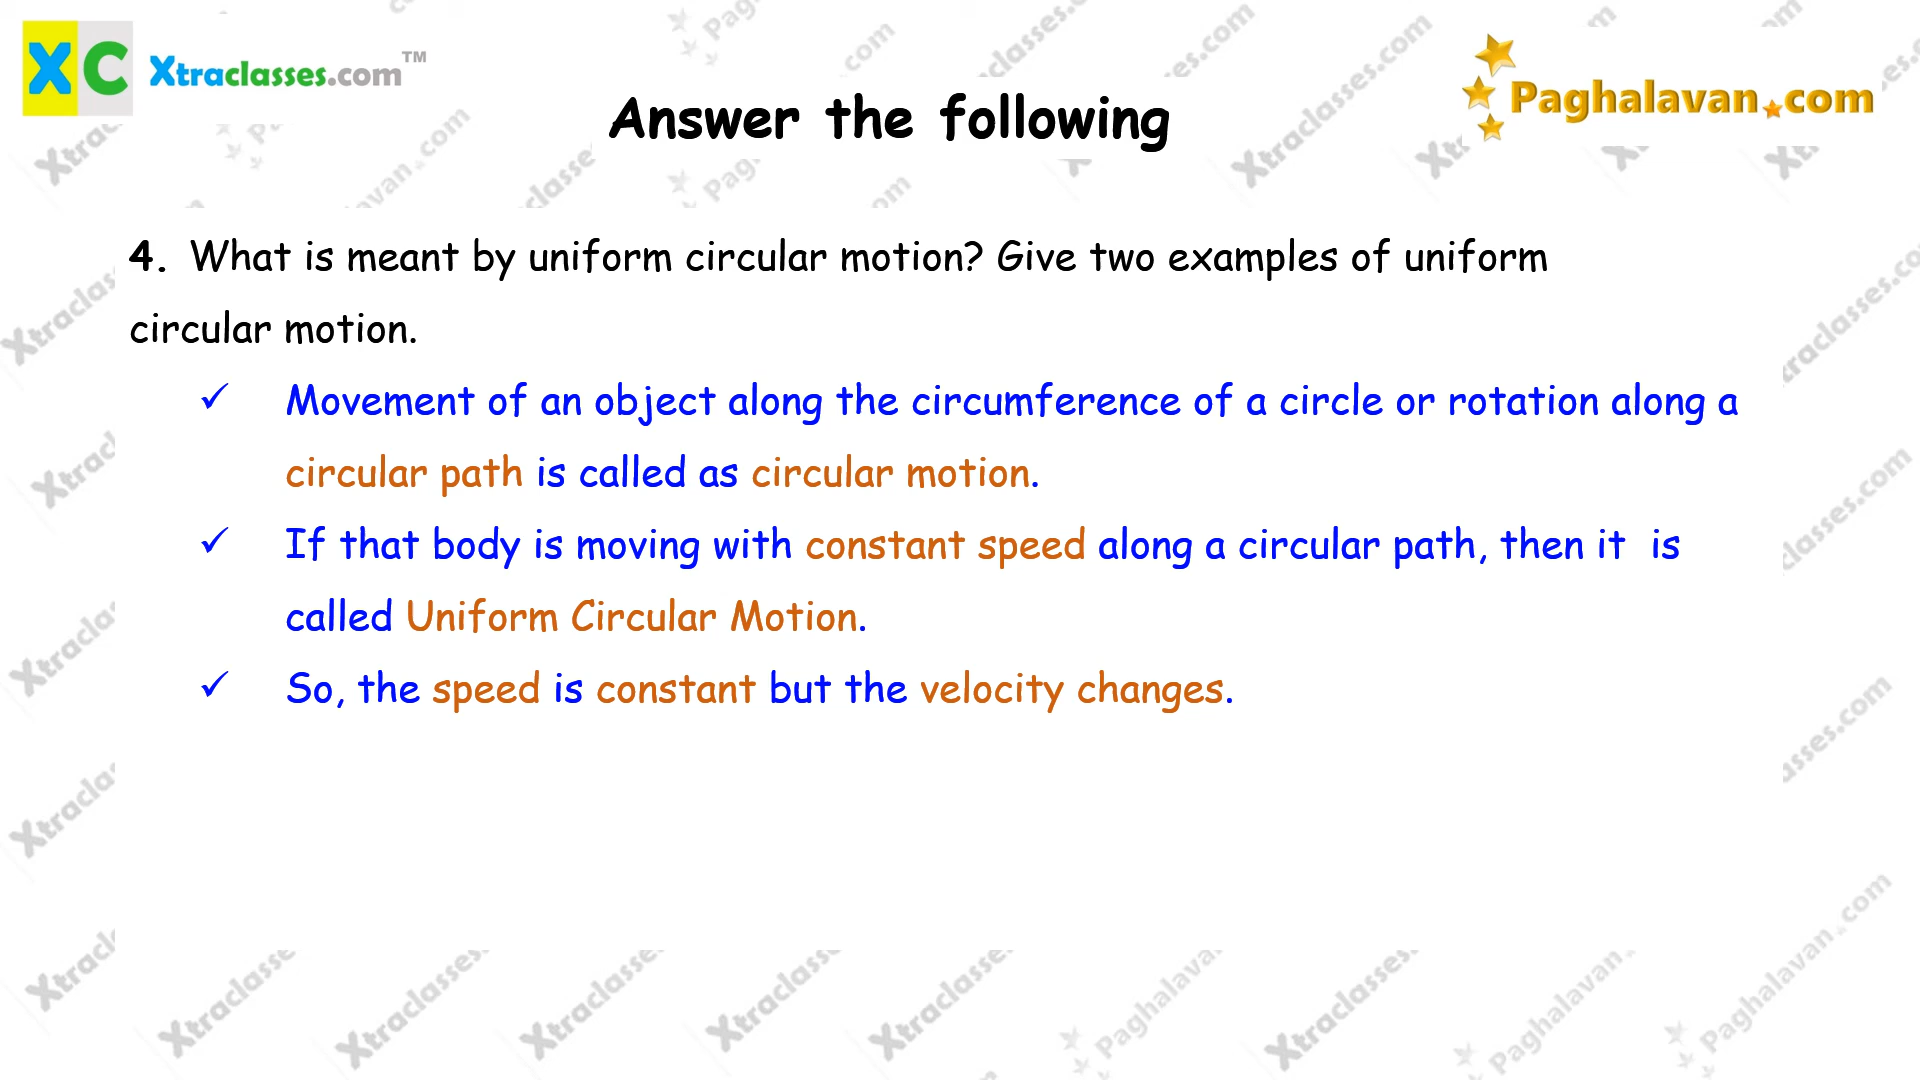 XC Xtraclasses.com™
Paghalavan.com
Answer the following
4. What is meant by uniform circular motion? Give two examples of uniform
circular motion.
✓ Movement of an object along the circumference of a circle or rotation along a
circular path is called as circular motion.
✓ If that body is moving with constant speed along a circular path, then it is
called Uniform Circular Motion.
✓ So, the speed is constant but the velocity changes.